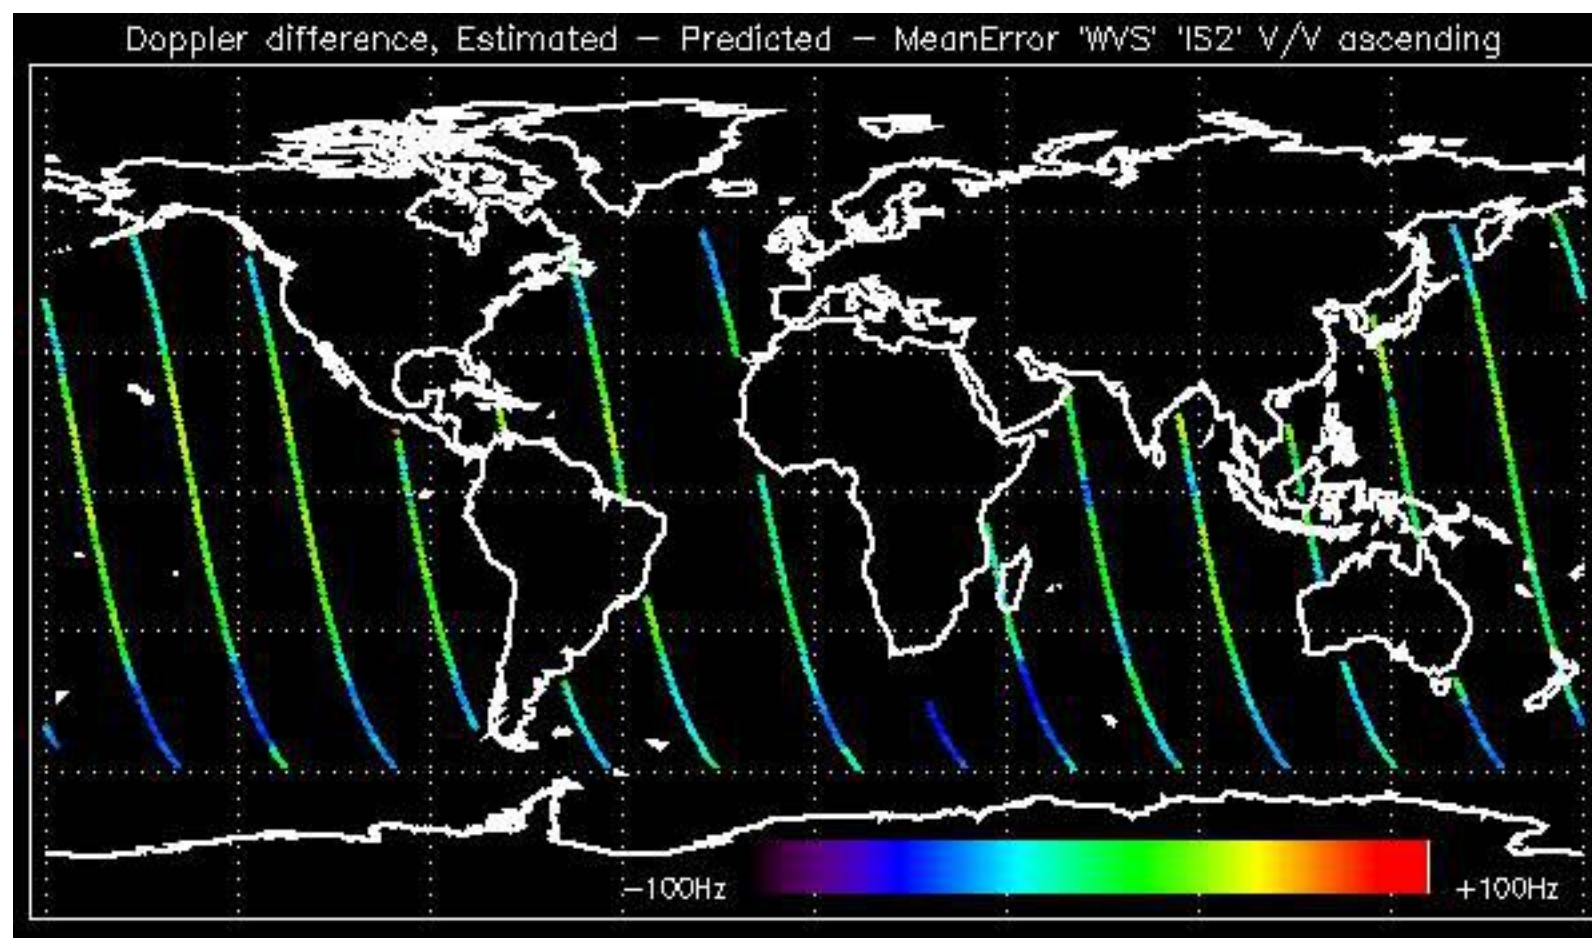 Doppler difference, Estimated – Predicted – MeanError 'WVS' 'IS2' V/V ascending
-100Hz +100Hz